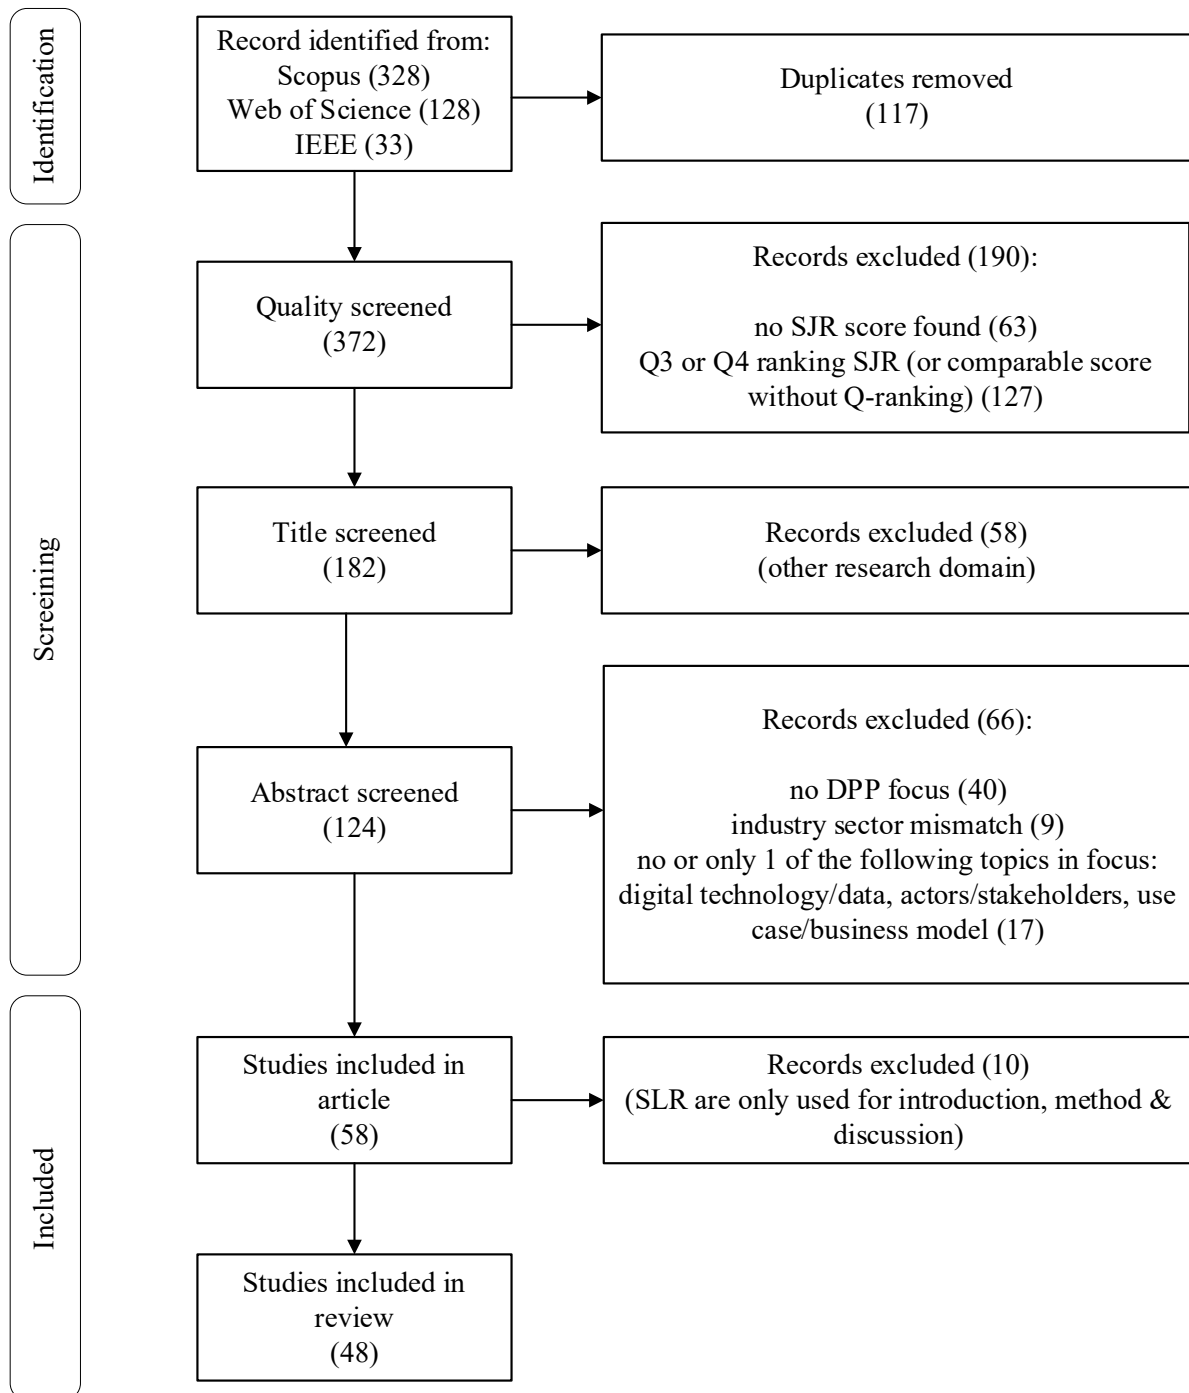 Identification
Record identified from:
Scopus (328)
Web of Science (128)
IEEE (33)
Duplicates removed
(117)
Screeining
Quality screened
(372)
Records excluded (190):
no SJR score found (63)
Q3 or Q4 ranking SJR (or comparable score
without Q-ranking) (127)
Title screened
(182)
Records excluded (58)
(other research domain)
Abstract screened
(124)
Records excluded (66):
no DPP focus (40)
industry sector mismatch (9)
no or only 1 of the following topics in focus:
digital technology/data, actors/stakeholders, use
case/business model (17)
Included
Studies included in
article
(58)
Records excluded (10)
(SLR are only used for introduction, method &
discussion)
Studies included in
review
(48)